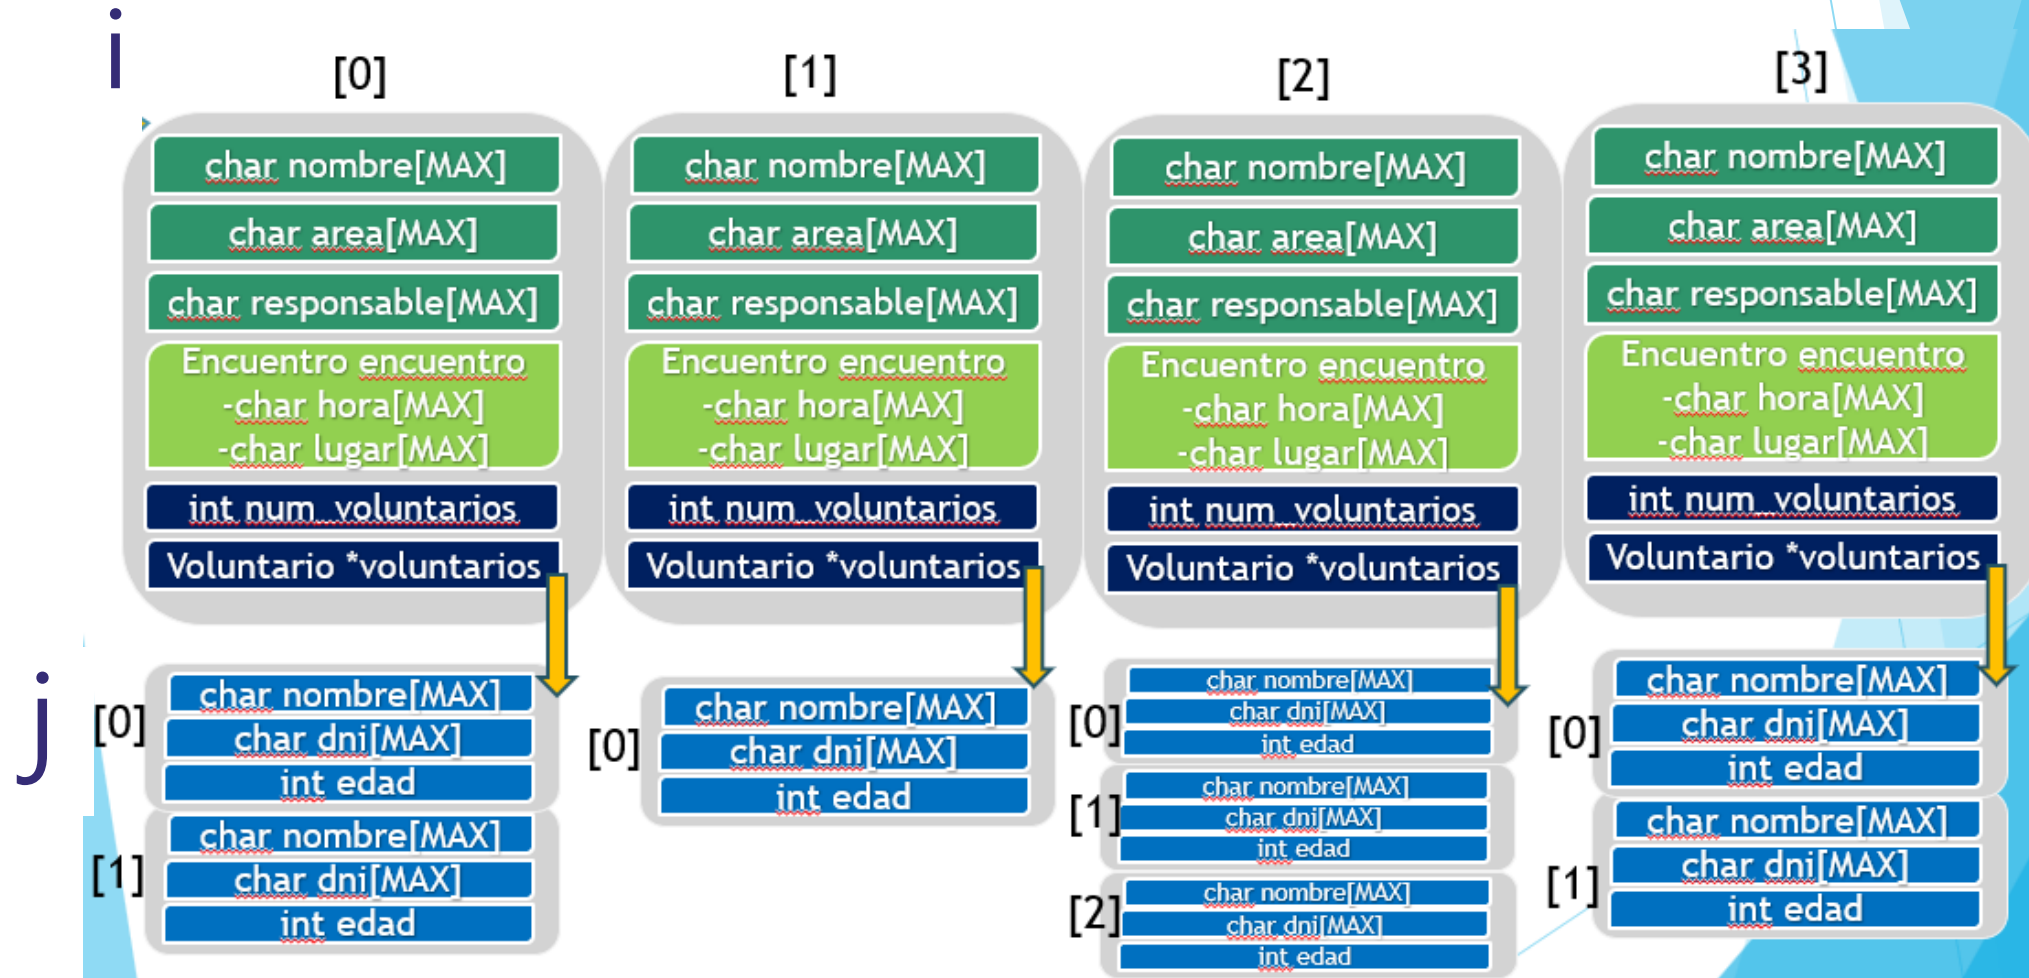 i
[0]
[1]
[2]
[3]
char nombre[MAX]
char area[MAX]
char responsable[MAX]
Encuentro encuentro
-char hora[MAX]
-char lugar[MAX]
int num_voluntarios
Voluntario *voluntarios
char nombre[MAX]
char area[MAX]
char responsable[MAX]
Encuentro encuentro
-char hora[MAX]
-char lugar[MAX]
int num_voluntarios
Voluntario *voluntarios
char nombre[MAX]
char area[MAX]
char responsable[MAX]
Encuentro encuentro
-char hora[MAX]
-char lugar[MAX]
int num_voluntarios
Voluntario *voluntarios
char nombre[MAX]
char area[MAX]
char responsable[MAX]
Encuentro encuentro
-char hora[MAX]
-char lugar[MAX]
int num_voluntarios
Voluntario *voluntarios
j
[0]
char nombre[MAX]
char dni[MAX]
int edad
[1]
char nombre[MAX]
char dni[MAX]
int edad
[0]
char nombre[MAX]
char dni[MAX]
int edad
[0]
char nombre[MAX]
char dni[MAX]
int edad
[1]
char nombre[MAX]
char dni[MAX]
int edad
[2]
char nombre[MAX]
char dni[MAX]
int edad
[0]
char nombre[MAX]
char dni[MAX]
int edad
[1]
char nombre[MAX]
char dni[MAX]
int edad